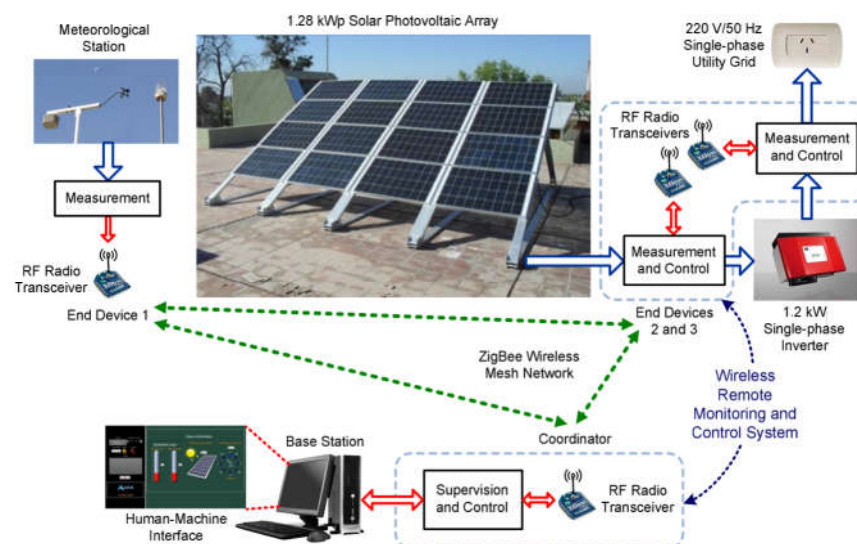 1.28 kWp Solar Photovoltaic Array
Meteorological
Station
220 V/50 Hz
Single-phase
Utility Grid
RF Radio
Transceivers
Measurement
and Control
Measurement
RF Radio
Transceiver
Measurement
and Control
End Device 1
End Devices
2 and 3
1.2 kW
Single-phase
Inverter
ZigBee Wireless
Mesh Network
Wireless
Remote
Monitoring and
Control System
Coordinator
Base Station
Supervision
and Control
RF Radio
Transceiver
Human-Machine
Interface